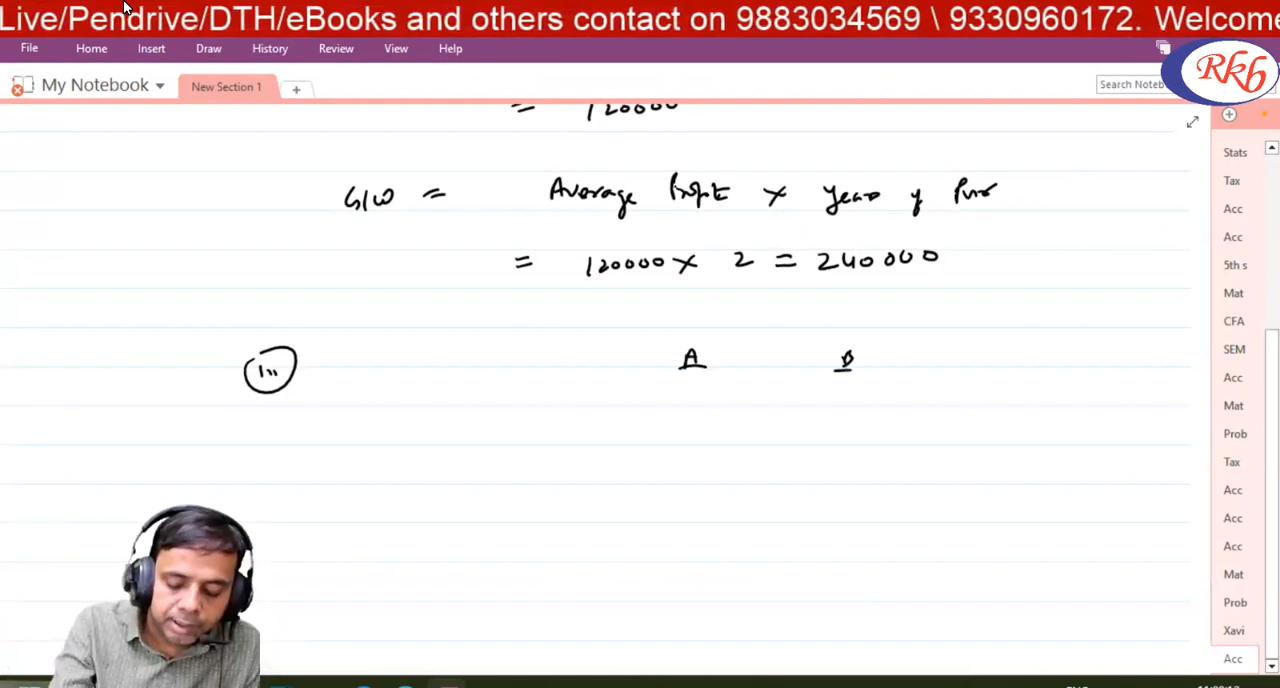 Live/Pendrive/DTH/eBooks and others contact on 9883034569 \ 9330960172. Welcome
File Home Insert Draw History Review View Help
Rkb
My Notebook New Section 1 + Search Noteb
= 120000
G/W = Average Profit × Years of Pur
= 120000 × 2 = 240000
A B
Stats
Tax
Acc
Acc
5th s
Mat
CFA
SEM
Acc
Mat
Prob
Tax
Acc
Acc
Acc
Mat
Prob
Xavi
Acc